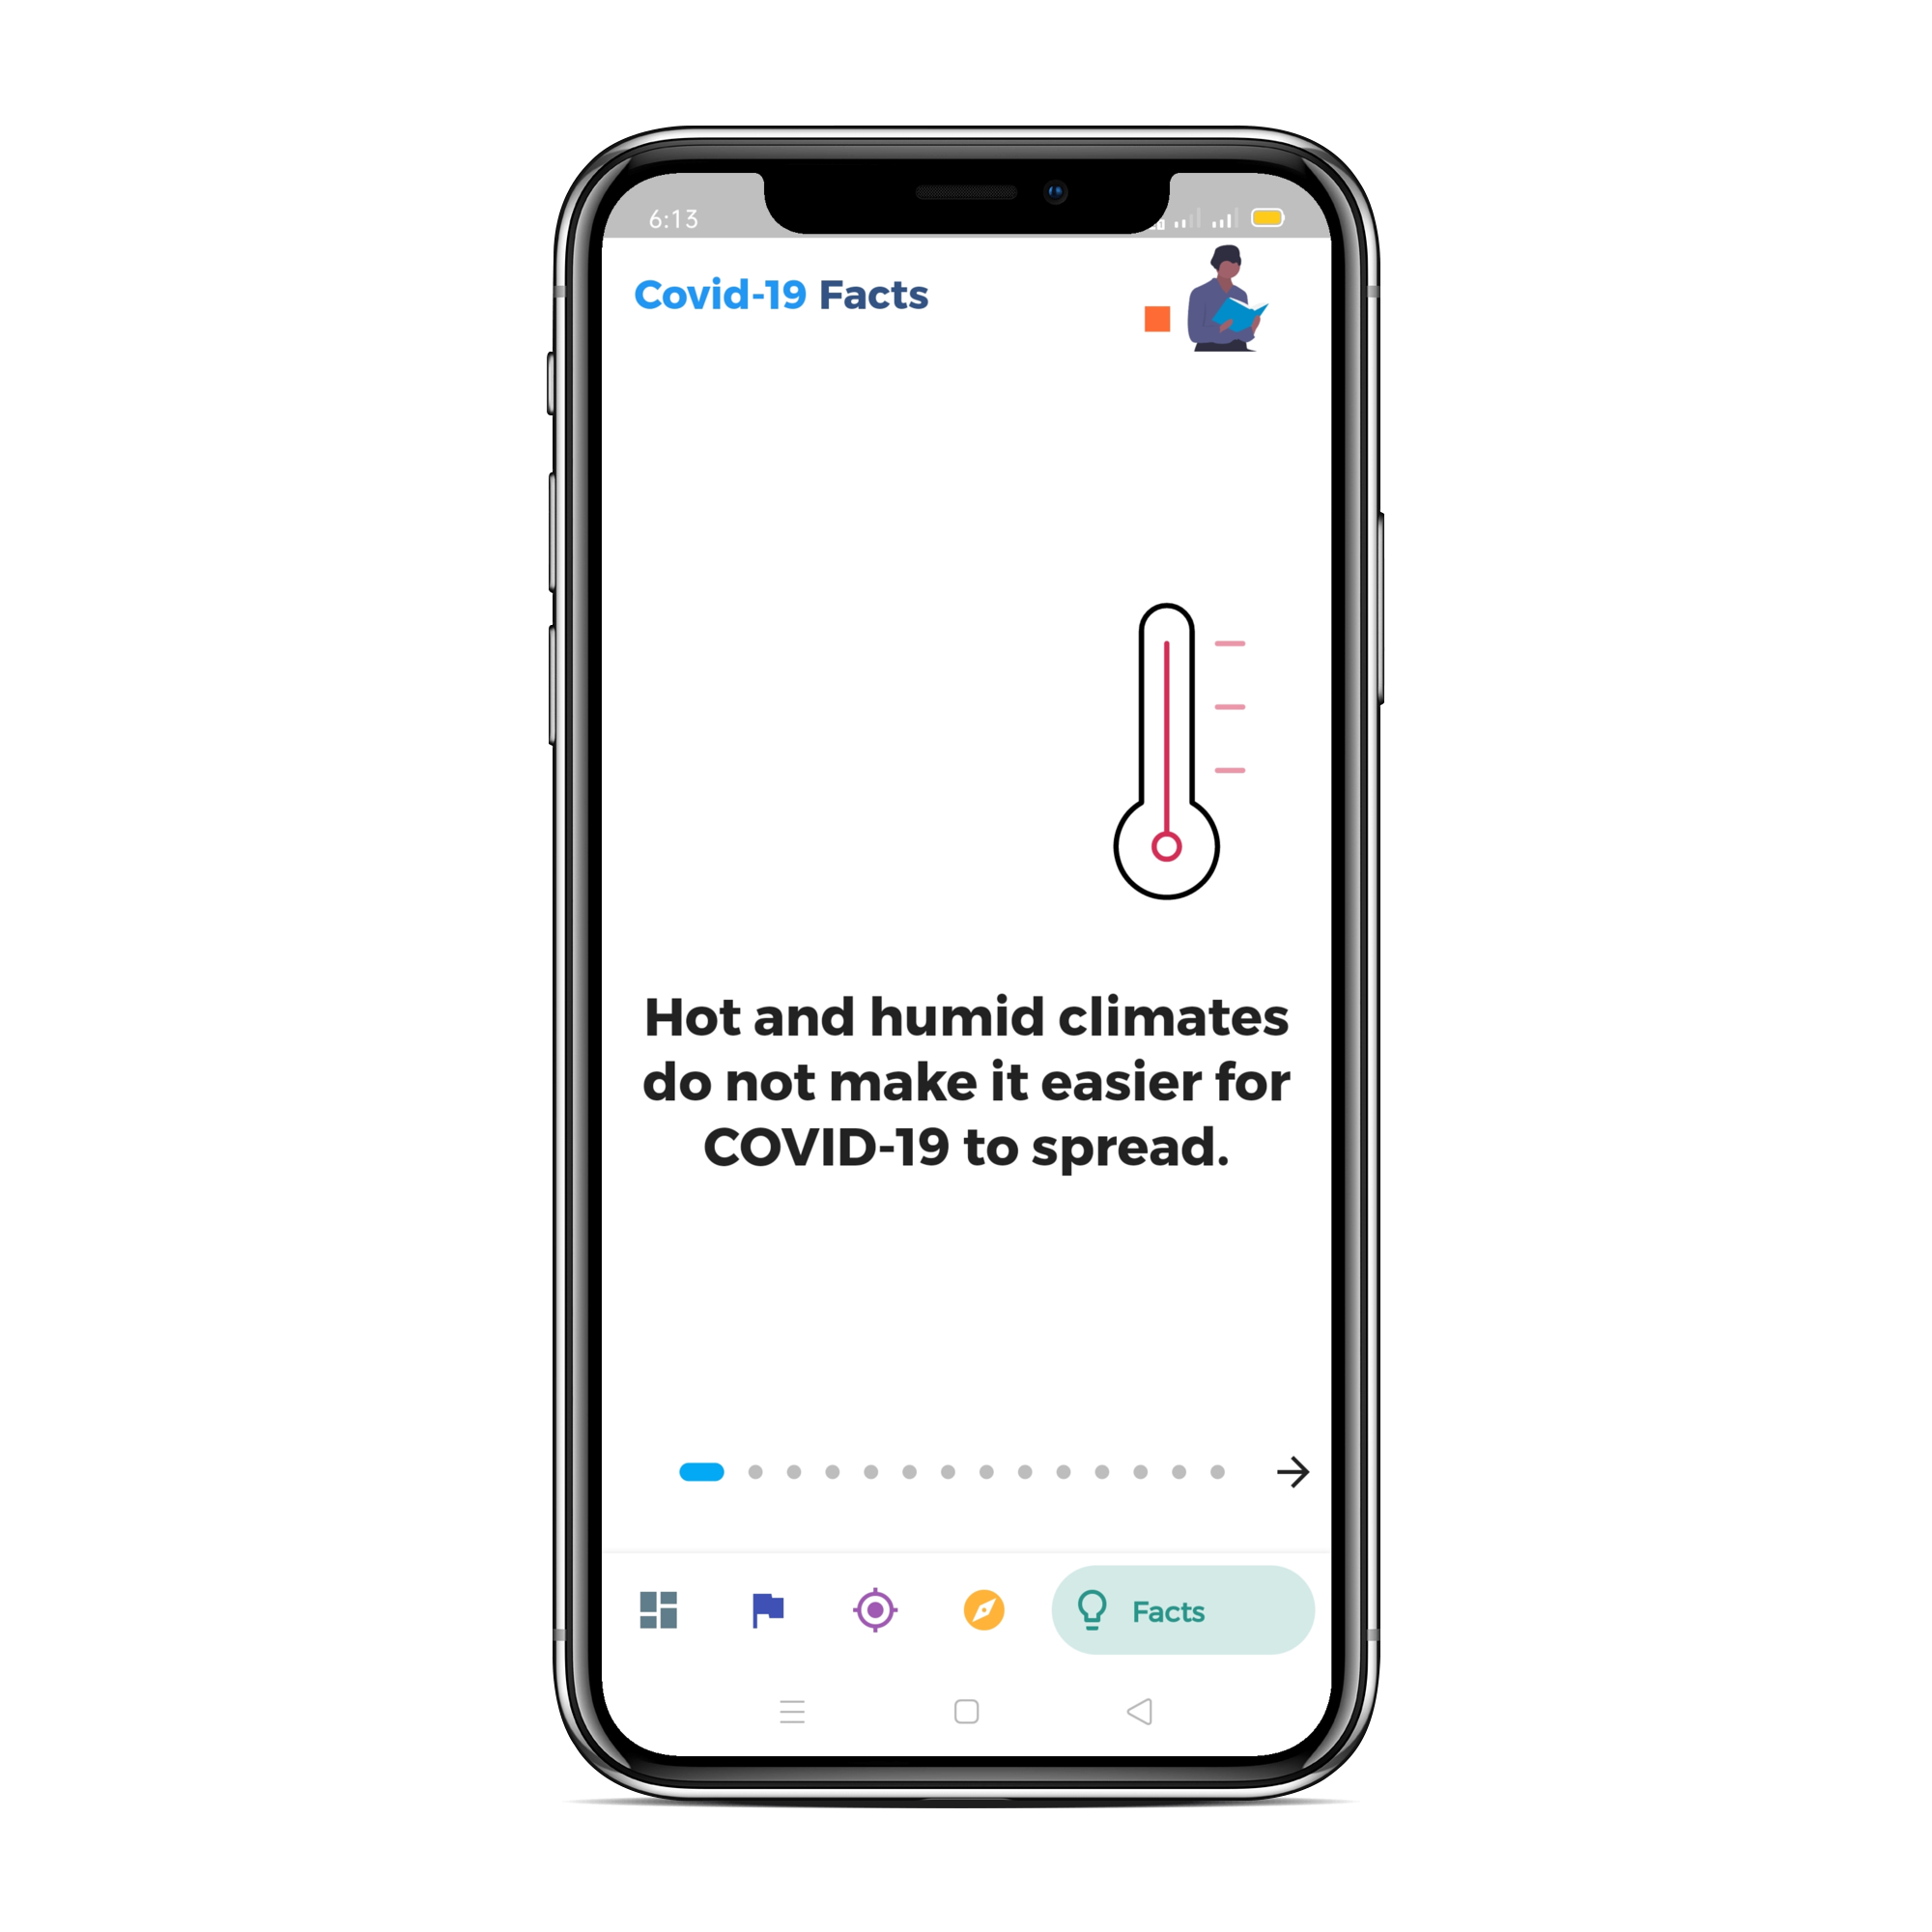 6:13
Covid-19 Facts
Hot and humid climates
do not make it easier for
COVID-19 to spread.
Facts